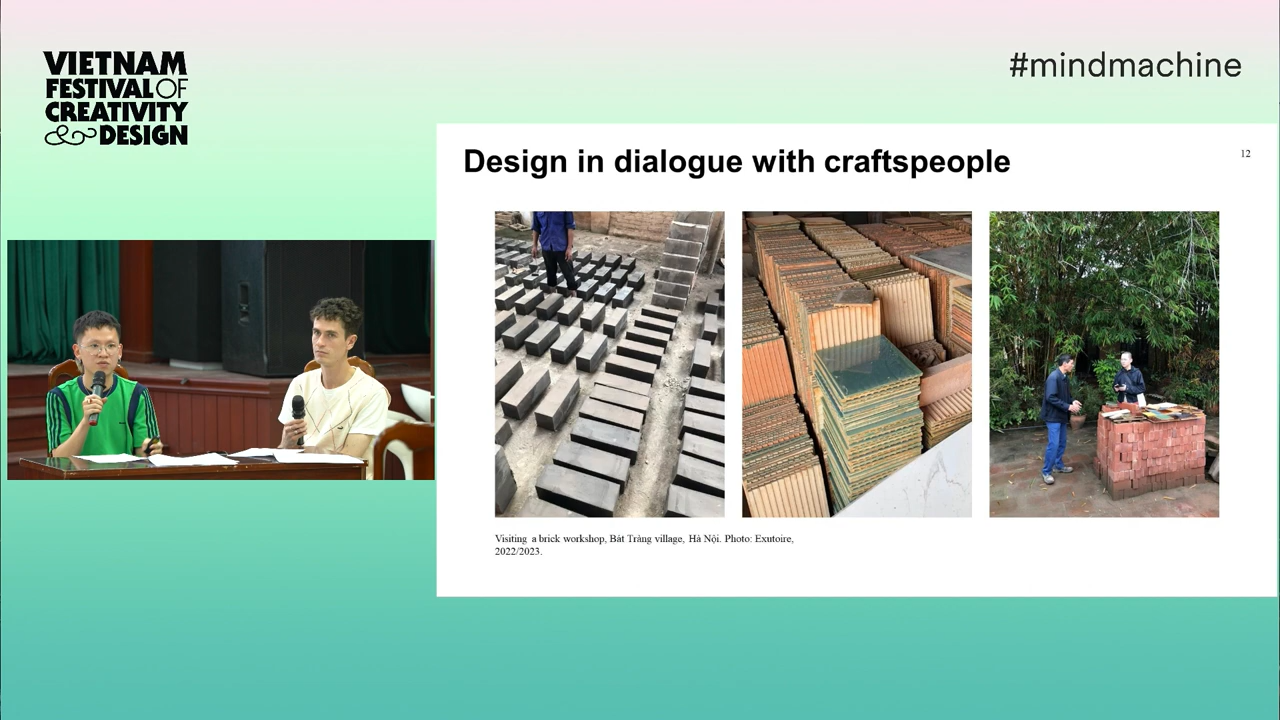 VIETNAM
FESTIVAL OF
CREATIVITY
& DESIGN
#mindmachine
Design in dialogue with craftspeople
12
Visiting a brick workshop, Bát Tràng village, Hà Nội. Photo: Exutoire,
2022/2023.